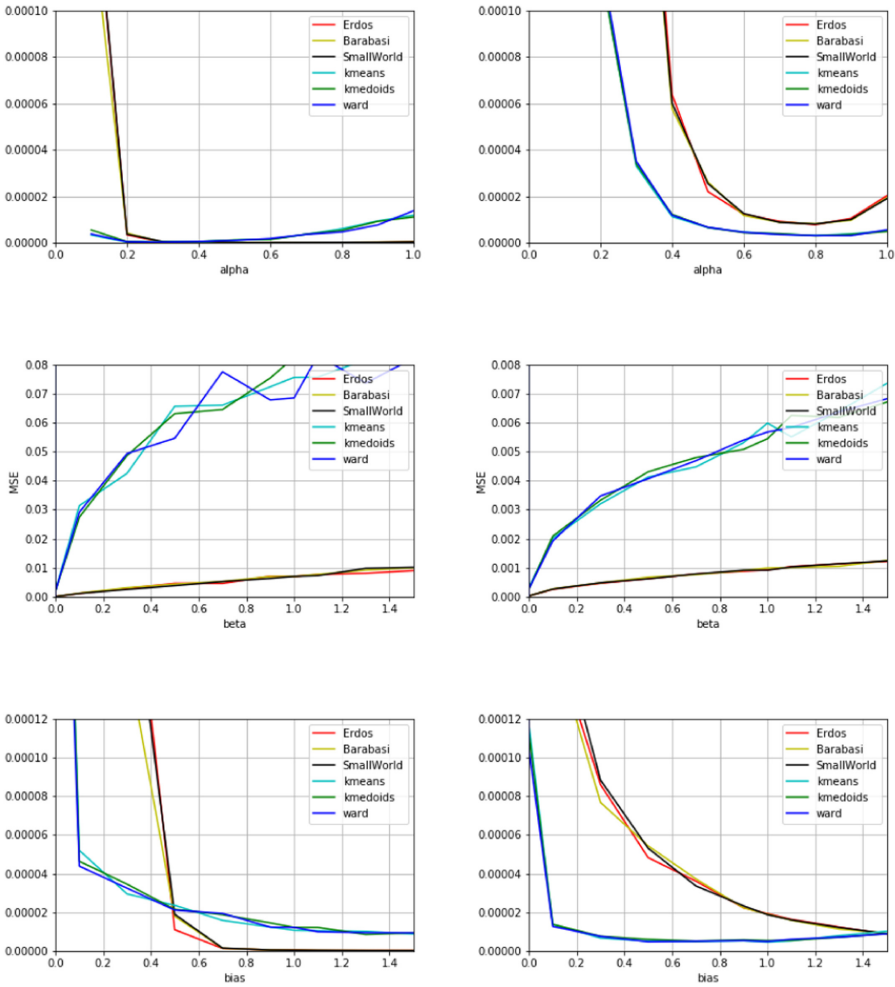 0.00010
0.00008
0.00006
0.00004
0.00002
0.00000
0.0 0.2 0.4 0.6 0.8 1.0
alpha
Erdos
Barabasi
SmallWorld
kmeans
kmedoids
ward
0.00010
0.00008
0.00006
0.00004
0.00002
0.00000
0.0 0.2 0.4 0.6 0.8 1.0
alpha
Erdos
Barabasi
SmallWorld
kmeans
kmedoids
ward
0.08
0.07
0.06
0.05
0.04
0.03
0.02
0.01
0.00
MSE
0.0 0.2 0.4 0.6 0.8 1.0 1.2 1.4
beta
Erdos
Barabasi
SmallWorld
kmeans
kmedoids
ward
0.008
0.007
0.006
0.005
0.004
0.003
0.002
0.001
0.000
MSE
0.0 0.2 0.4 0.6 0.8 1.0 1.2 1.4
beta
Erdos
Barabasi
SmallWorld
kmeans
kmedoids
ward
0.00012
0.00010
0.00008
0.00006
0.00004
0.00002
0.00000
0.0 0.2 0.4 0.6 0.8 1.0 1.2 1.4
bias
Erdos
Barabasi
SmallWorld
kmeans
kmedoids
ward
0.00012
0.00010
0.00008
0.00006
0.00004
0.00002
0.00000
0.0 0.2 0.4 0.6 0.8 1.0 1.2 1.4
bias
Erdos
Barabasi
SmallWorld
kmeans
kmedoids
ward